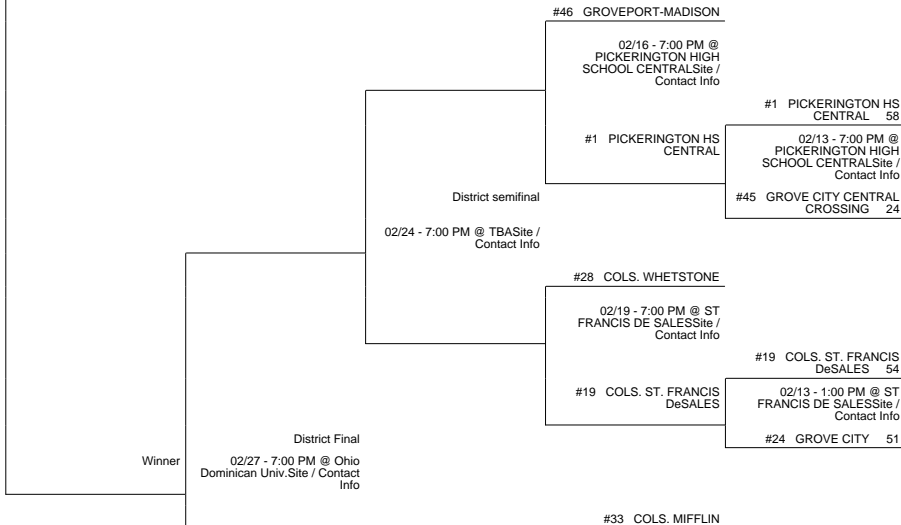 #46 GROVEPORT-MADISON
02/16 - 7:00 PM @
PICKERINGTON HIGH
SCHOOL CENTRALSite /
Contact Info
#1 PICKERINGTON HS
CENTRAL 58
#1 PICKERINGTON HS
CENTRAL
02/13 - 7:00 PM @
PICKERINGTON HIGH
SCHOOL CENTRALSite /
Contact Info
#45 GROVE CITY CENTRAL
CROSSING 24
District semifinal
02/24 - 7:00 PM @ TBASite /
Contact Info
#28 COLS. WHETSTONE
02/19 - 7:00 PM @ ST
FRANCIS DE SALESSite /
Contact Info
#19 COLS. ST. FRANCIS
DeSALES 54
#19 COLS. ST. FRANCIS
DeSALES
02/13 - 1:00 PM @ ST
FRANCIS DE SALESSite /
Contact Info
#24 GROVE CITY 51
District Final
Winner
02/27 - 7:00 PM @ Ohio
Dominican Univ.Site / Contact
Info
#33 COLS. MIFFLIN